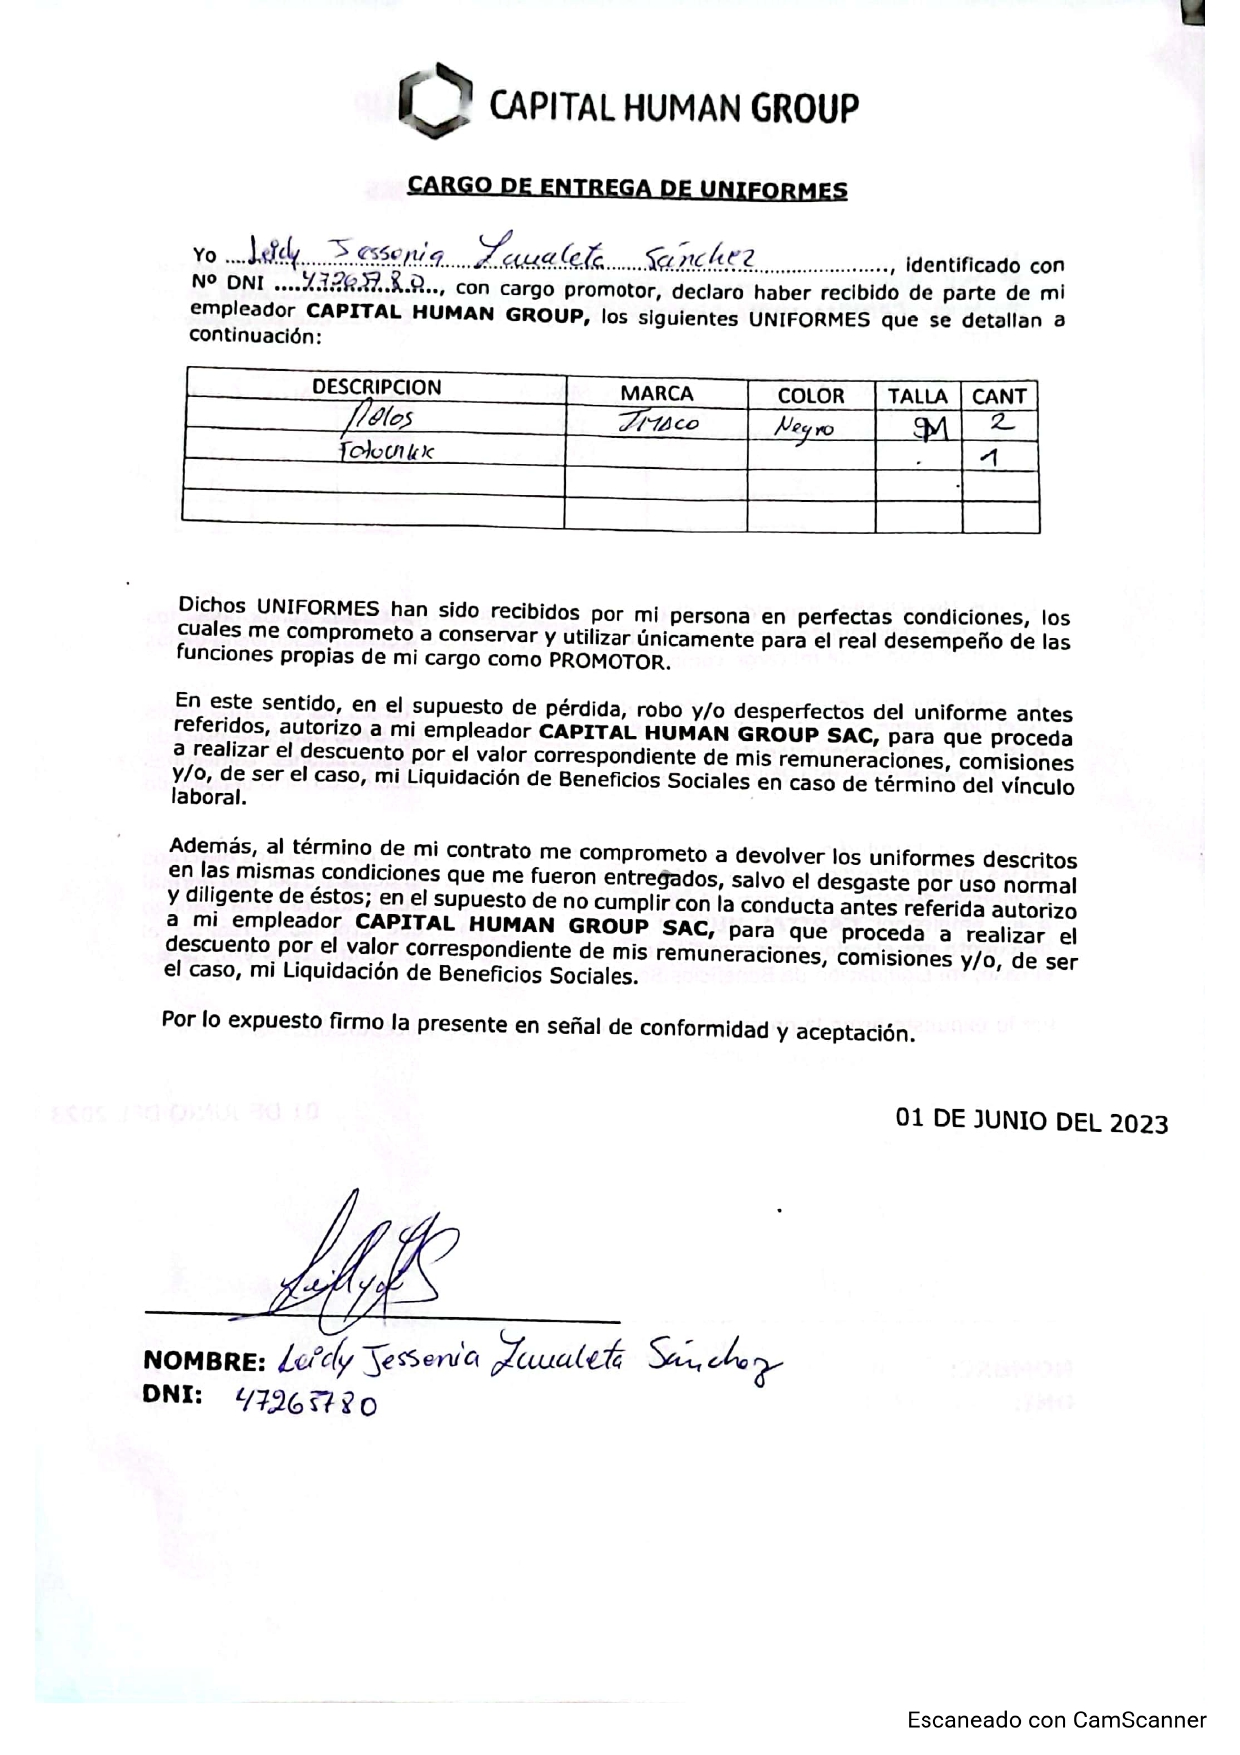 CAPITAL HUMAN GROUP
CARGO DE ENTREGA DE UNIFORMES
Yo ....Leidy Jessenia Zavaleta Sánchez...................., identificado con
Nº DNI ....47265780.., con cargo promotor, declaro haber recibido de parte de mi
empleador CAPITAL HUMAN GROUP, los siguientes UNIFORMES que se detallan a
continuación:
DESCRIPCION MARCA COLOR TALLA CANT
Polos Negro M 2
Fotocheck 1
Dichos UNIFORMES han sido recibidos por mi persona en perfectas condiciones, los
cuales me comprometo a conservar y utilizar únicamente para el real desempeño de las
funciones propias de mi cargo como PROMOTOR.
En este sentido, en el supuesto de pérdida, robo y/o desperfectos del uniforme antes
referidos, autorizo a mi empleador CAPITAL HUMAN GROUP SAC, para que proceda
a realizar el descuento por el valor correspondiente de mis remuneraciones, comisiones
y/o, de ser el caso, mi Liquidación de Beneficios Sociales en caso de término del vínculo
laboral.
Además, al término de mi contrato me comprometo a devolver los uniformes descritos
en las mismas condiciones que me fueron entregados, salvo el desgaste por uso normal
y diligente de éstos; en el supuesto de no cumplir con la conducta antes referida autorizo
a mi empleador CAPITAL HUMAN GROUP SAC, para que proceda a realizar el
descuento por el valor correspondiente de mis remuneraciones, comisiones y/o, de ser
el caso, mi Liquidación de Beneficios Sociales.
Por lo expuesto firmo la presente en señal de conformidad y aceptación.
01 DE JUNIO DEL 2023
NOMBRE: Leidy Jessenia Zavaleta Sánchez
DNI: 47265780
Escaneado con CamScanner